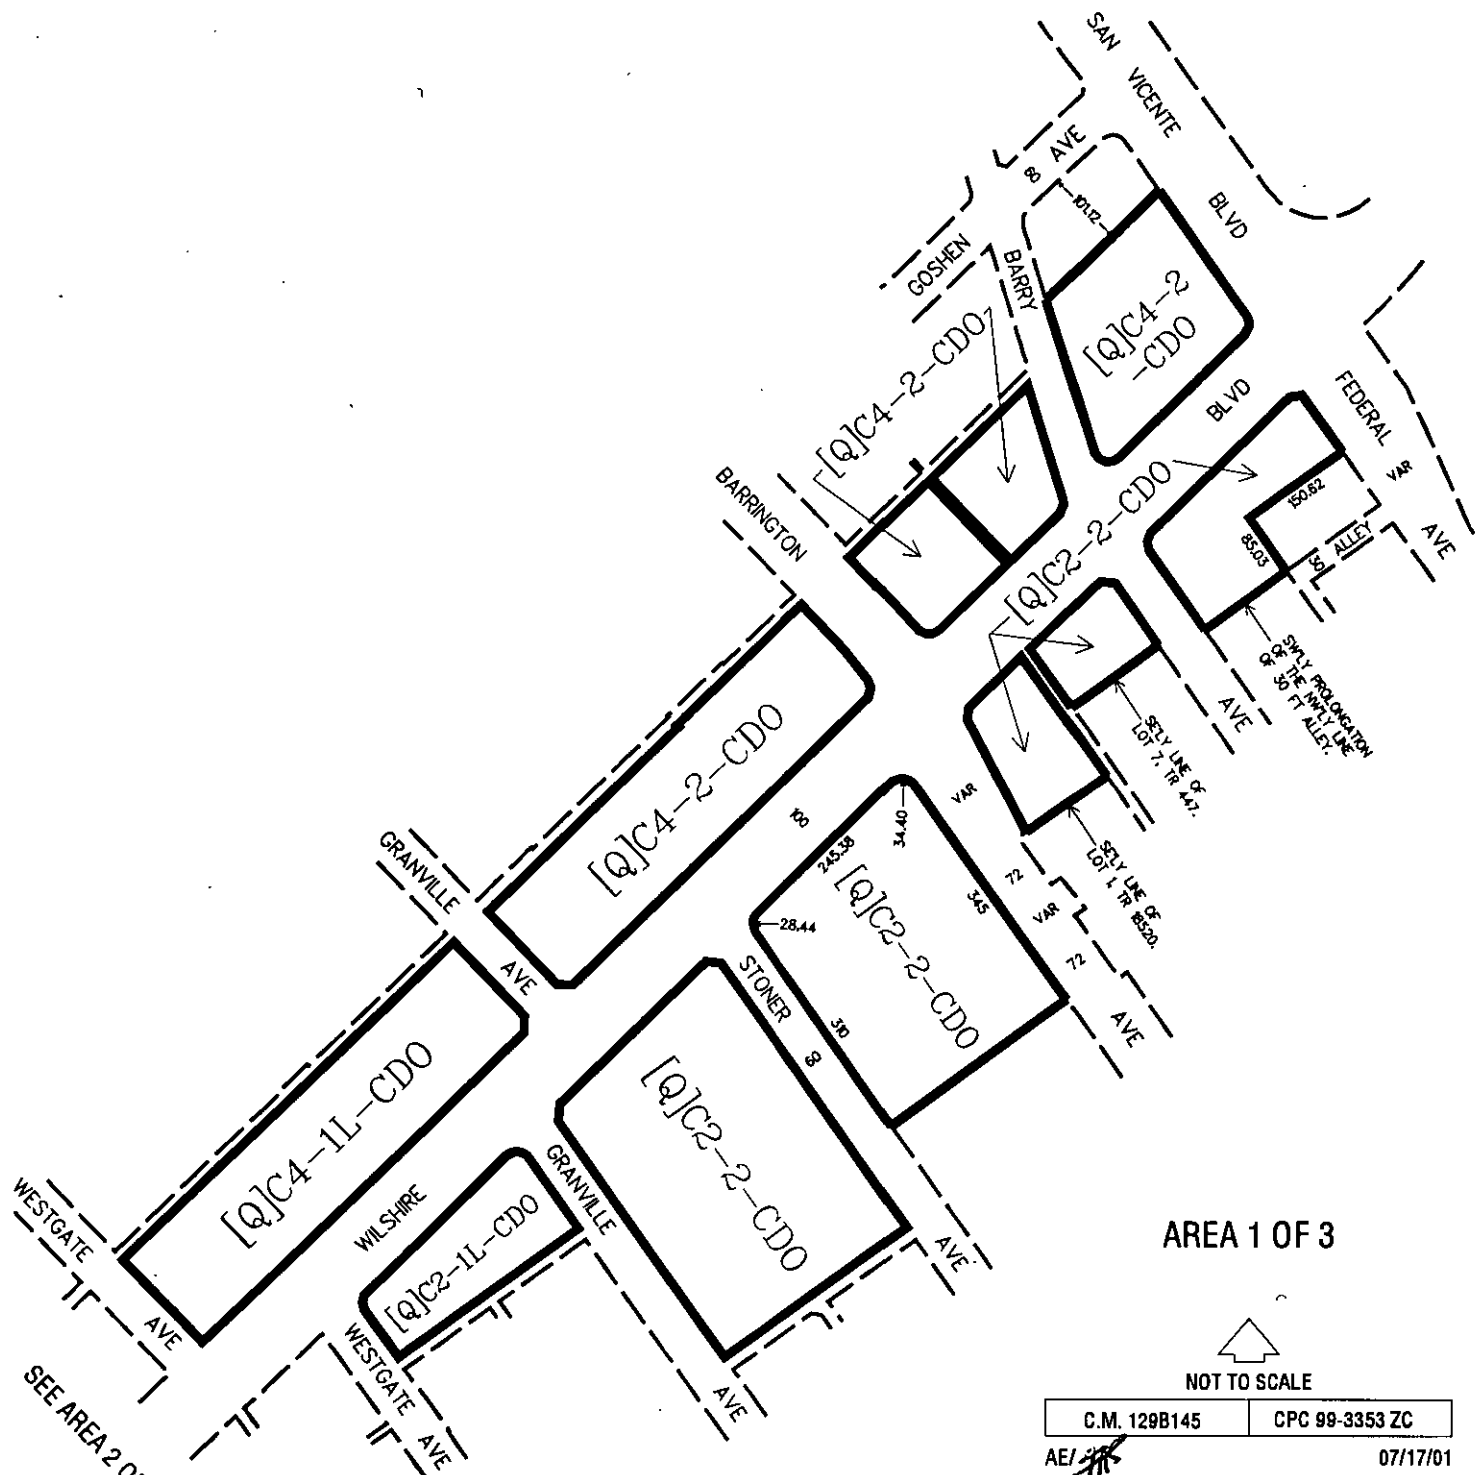 SAN
VICENTE
BLVD
60 AVE
101.12
GOSHEN
BARRY
[Q]C4-2
-CDO
[Q]C4-2-CDO
BLVD
FEDERAL
VAR
AVE
150.62
85.03
30 ALLEY
BARRINGTON
[Q]C2-2-CDO
SW'LY PROLONGATION
OF THE NW'LY LINE
OF 30 FT ALLEY.
AVE
SE'LY LINE OF
LOT 7, TR 447.
SE'LY LINE OF
LOT 1, TR 18520.
[Q]C4-2-CDO
100
VAR
34.40
245.38
[Q]C2-2-CDO
345
72
VAR
72
AVE
28.44
310
GRANVILLE
AVE
STONER
60
AVE
[Q]C4-1L-CDO
[Q]C2-2-CDO
GRANVILLE
AVE
WILSHIRE
[Q]C2-1L-CDO
WESTGATE
AVE
WESTGATE
AVE
SEE AREA 2 O
AREA 1 OF 3
NOT TO SCALE
C.M. 129B145
CPC 99-3353 ZC
AE/
07/17/01